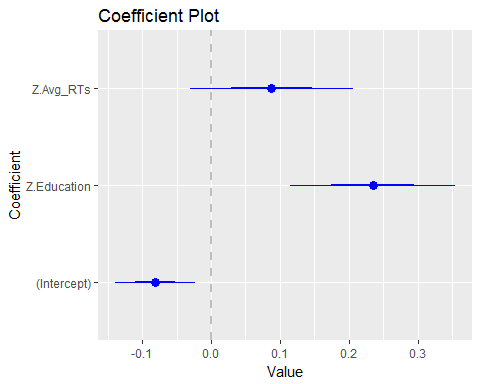 Coefficient Plot
Coefficient
Z.Avg_RTs
Z.Education
(Intercept)
-0.1 0.0 0.1 0.2 0.3
Value